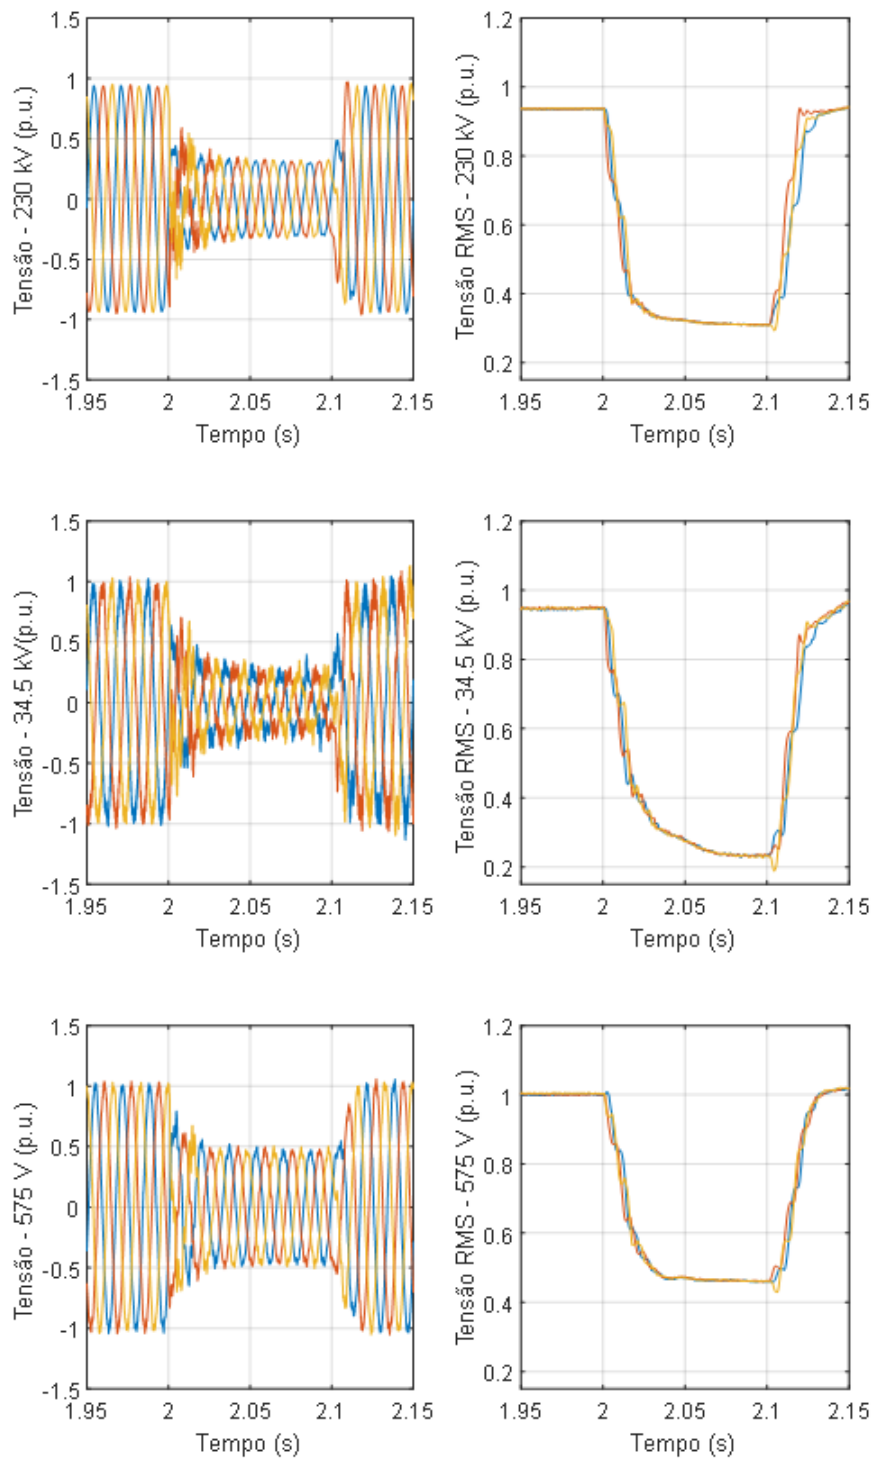 1.5
1
0.5
0
-0.5
-1
-1.5
Tensão - 230 kV (p.u.)
1.95 2 2.05 2.1 2.15
Tempo (s)
1.2
1
0.8
0.6
0.4
0.2
Tensão RMS - 230 kV (p.u.)
1.95 2 2.05 2.1 2.15
Tempo (s)
1.5
1
0.5
0
-0.5
-1
-1.5
Tensão - 34.5 kV(p.u.)
1.95 2 2.05 2.1 2.15
Tempo (s)
1.2
1
0.8
0.6
0.4
0.2
Tensão RMS - 34.5 kV (p.u.)
1.95 2 2.05 2.1 2.15
Tempo (s)
1.5
1
0.5
0
-0.5
-1
-1.5
Tensão - 575 V (p.u.)
1.95 2 2.05 2.1 2.15
Tempo (s)
1.2
1
0.8
0.6
0.4
0.2
Tensão RMS - 575 V (p.u.)
1.95 2 2.05 2.1 2.15
Tempo (s)